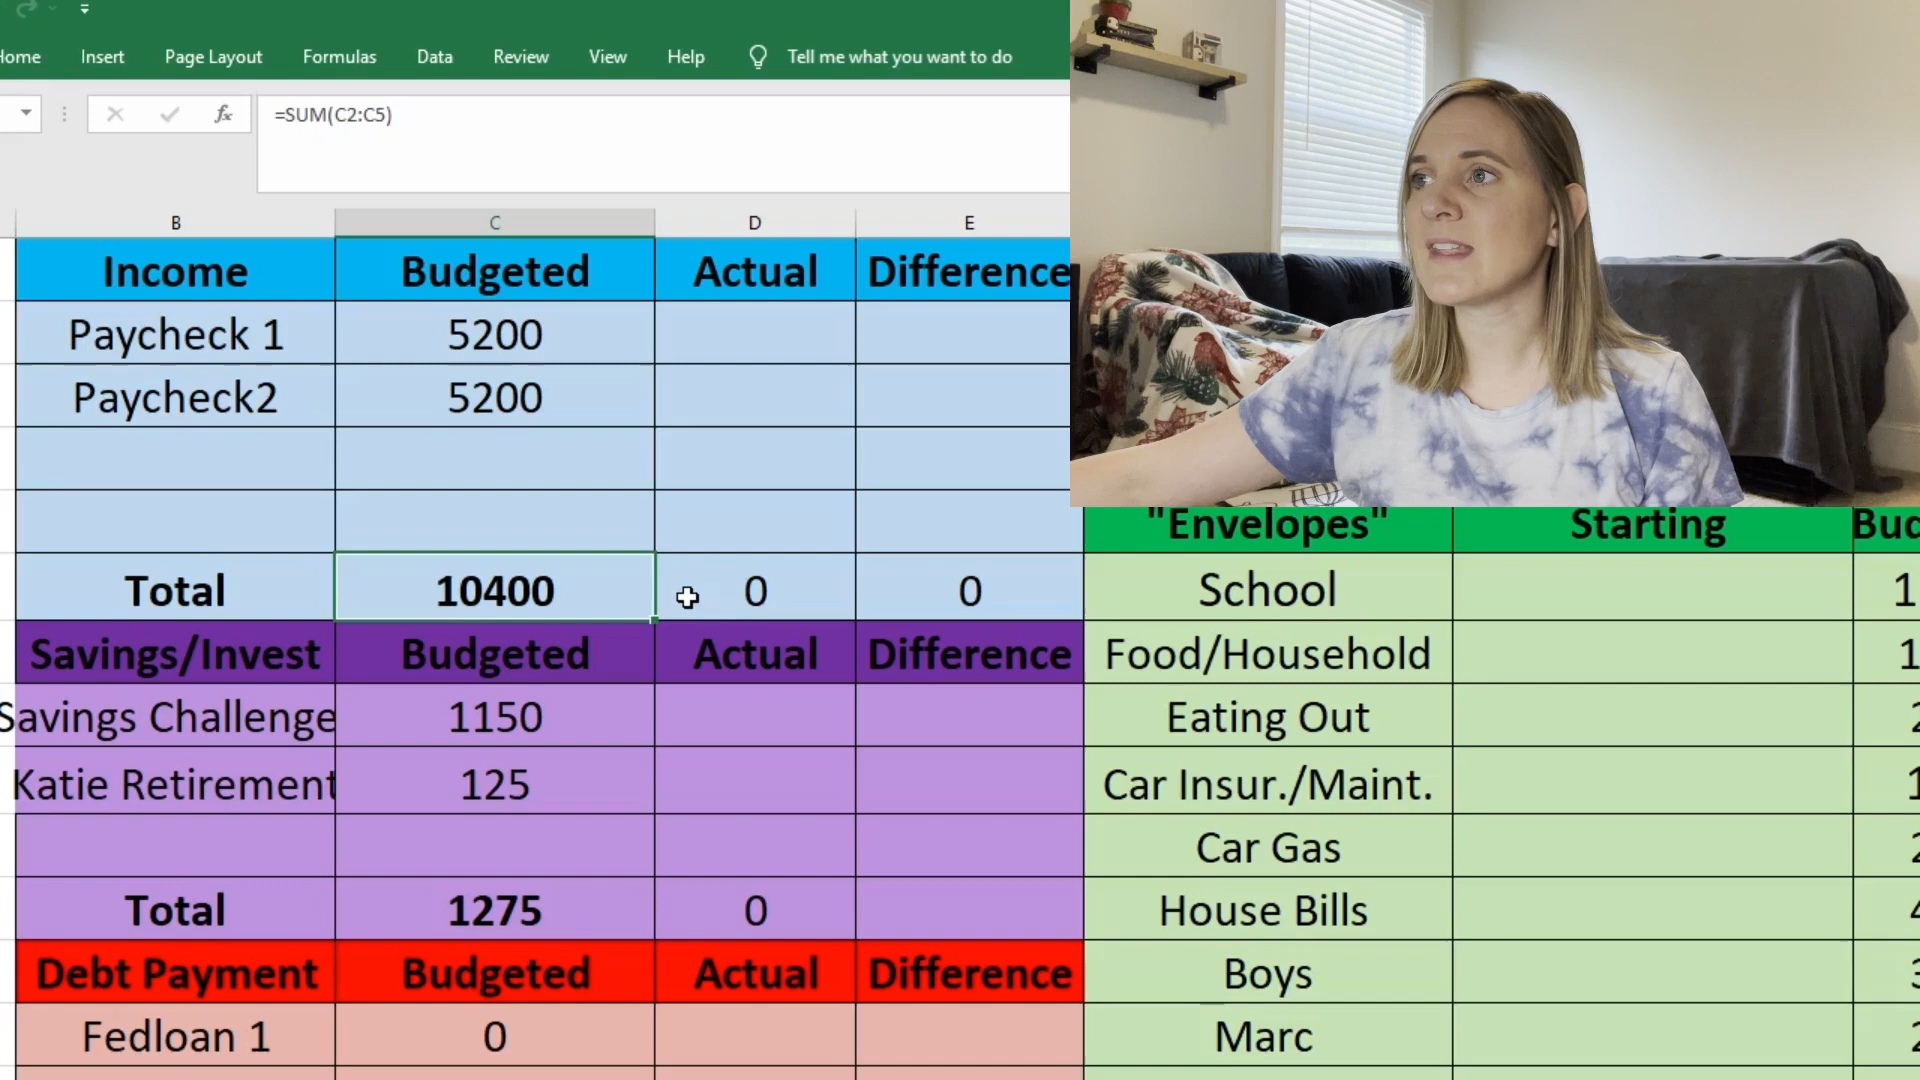 Insert Page Layout Formulas Data Review View Help Tell me what you want to do
fx =SUM(C2:C5)
B C D E
Income Budgeted Actual Difference
Paycheck 1 5200
Paycheck2 5200
"Envelopes" Starting
Total 10400 0 0 School
Savings/Invest Budgeted Actual Difference Food/Household
Savings Challenge 1150 Eating Out
Katie Retirement 125 Car Insur./Maint.
Car Gas
Total 1275 0 House Bills
Debt Payment Budgeted Actual Difference Boys
Fedloan 1 0 Marc